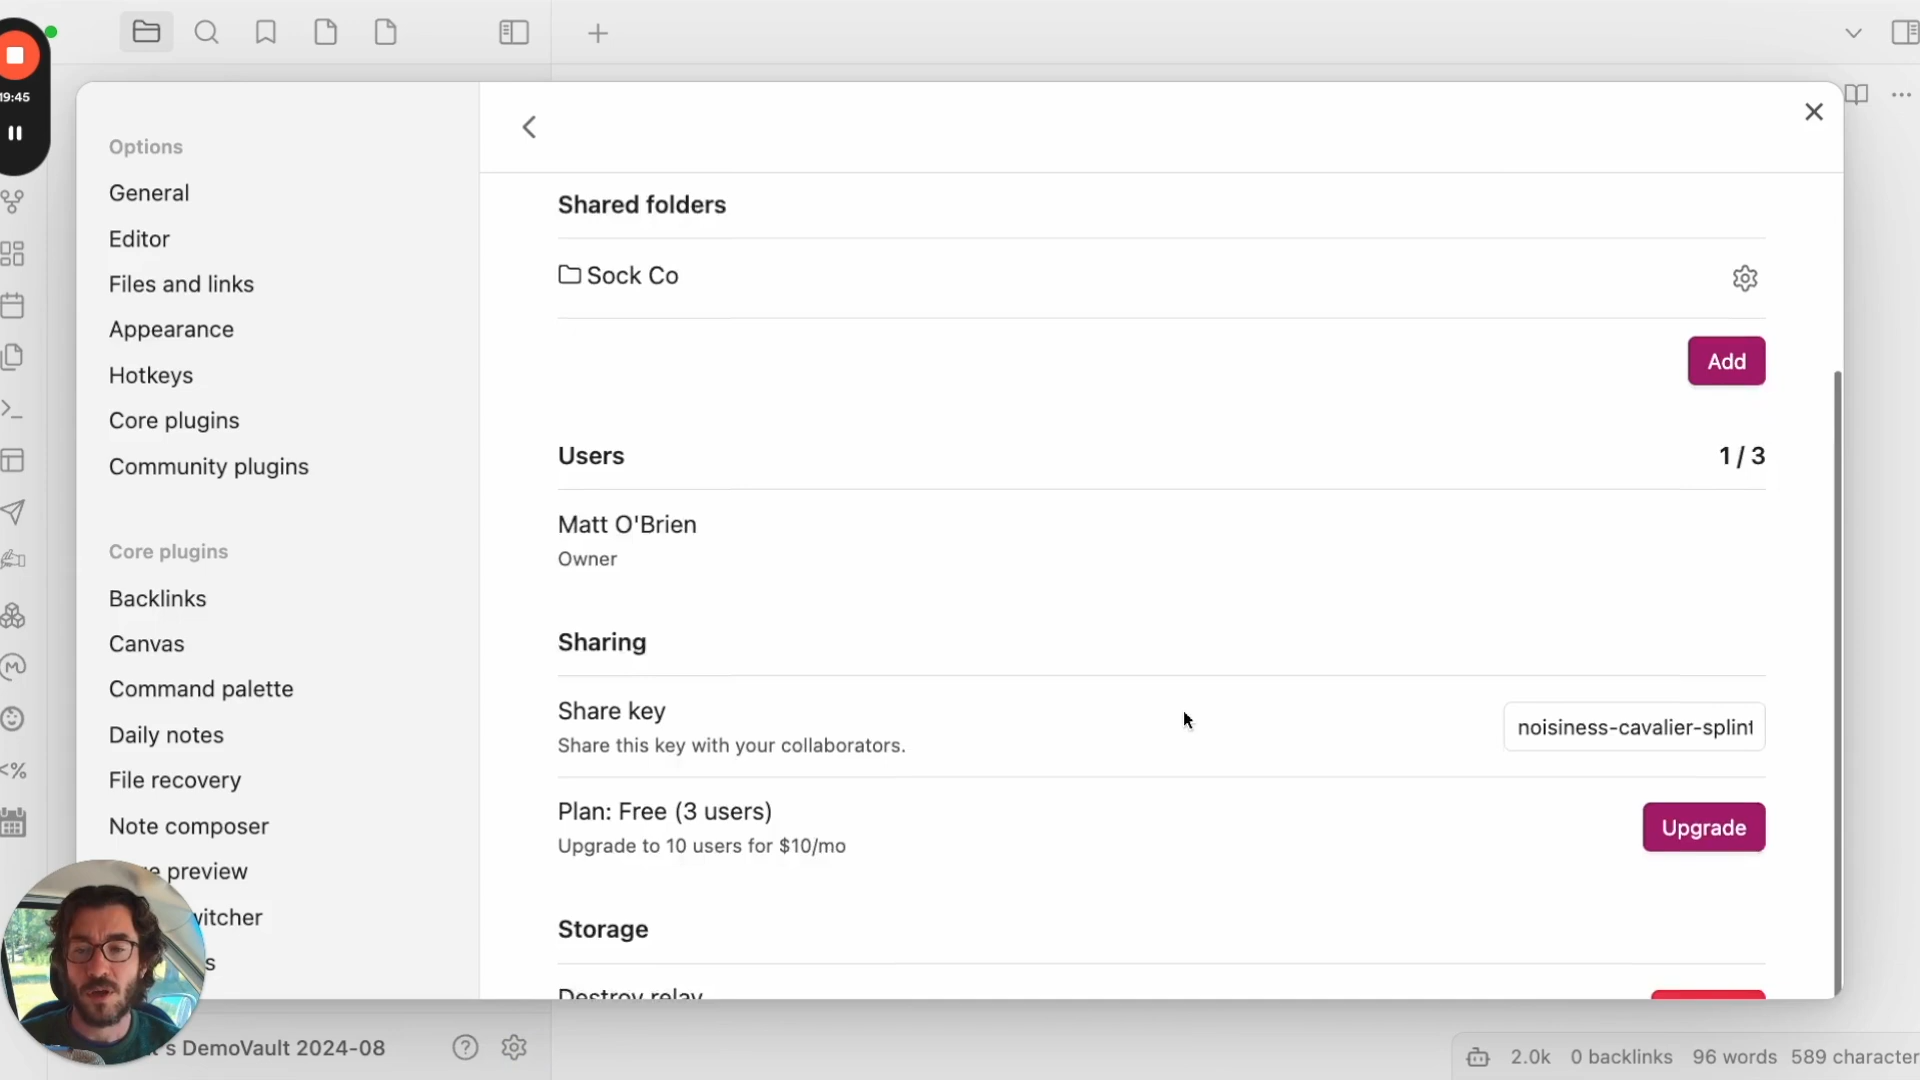 19:45
Options
General
Editor
Files and links
Appearance
Hotkeys
Core plugins
Community plugins
Core plugins
Backlinks
Canvas
Command palette
Daily notes
File recovery
Note composer
preview
witcher
s DemoVault 2024-08
Shared folders
Sock Co
Add
Users
1 / 3
Matt O'Brien
Owner
Sharing
Share key
Share this key with your collaborators.
noisiness-cavalier-splint
Plan: Free (3 users)
Upgrade to 10 users for $10/mo
Upgrade
Storage
Destroy relay
2.0k 0 backlinks 96 words 589 character